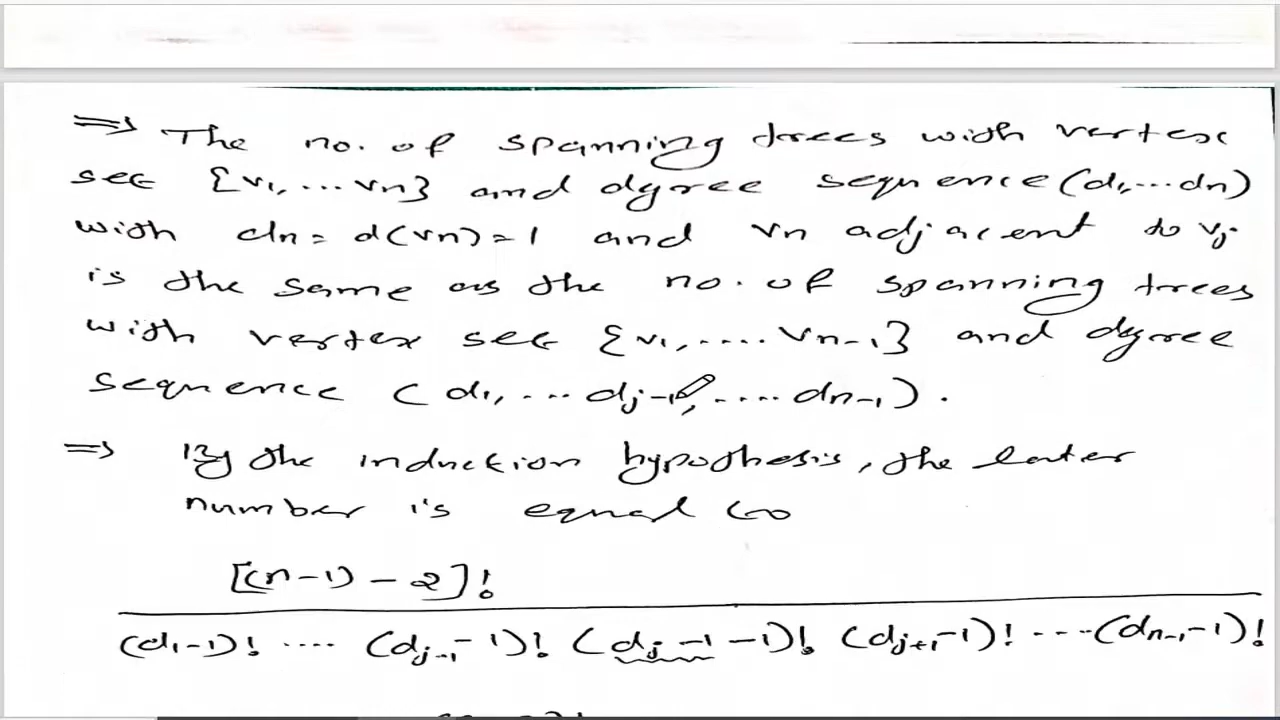 ⇒ The no. of spanning trees with vertex
set {v₁, ... vₙ} and dgree sequence (d₁, ... dₙ)
with dₙ = d(vₙ) = 1 and vₙ adjacent to vⱼ
is the same as the no. of spanning trees
with vertex set {v₁, .... vₙ₋₁} and dgree
sequence (d₁, ... dⱼ-1, .... dₙ₋₁).
⇒ By the induction hypothesis, the later
number is equal to
[(n-1) - 2]!
(d₁-1)! .... (dⱼ₋₁ - 1)! (dⱼ -1 -1)! (dⱼ₊₁-1)! ---- (dₙ₋₁-1)!